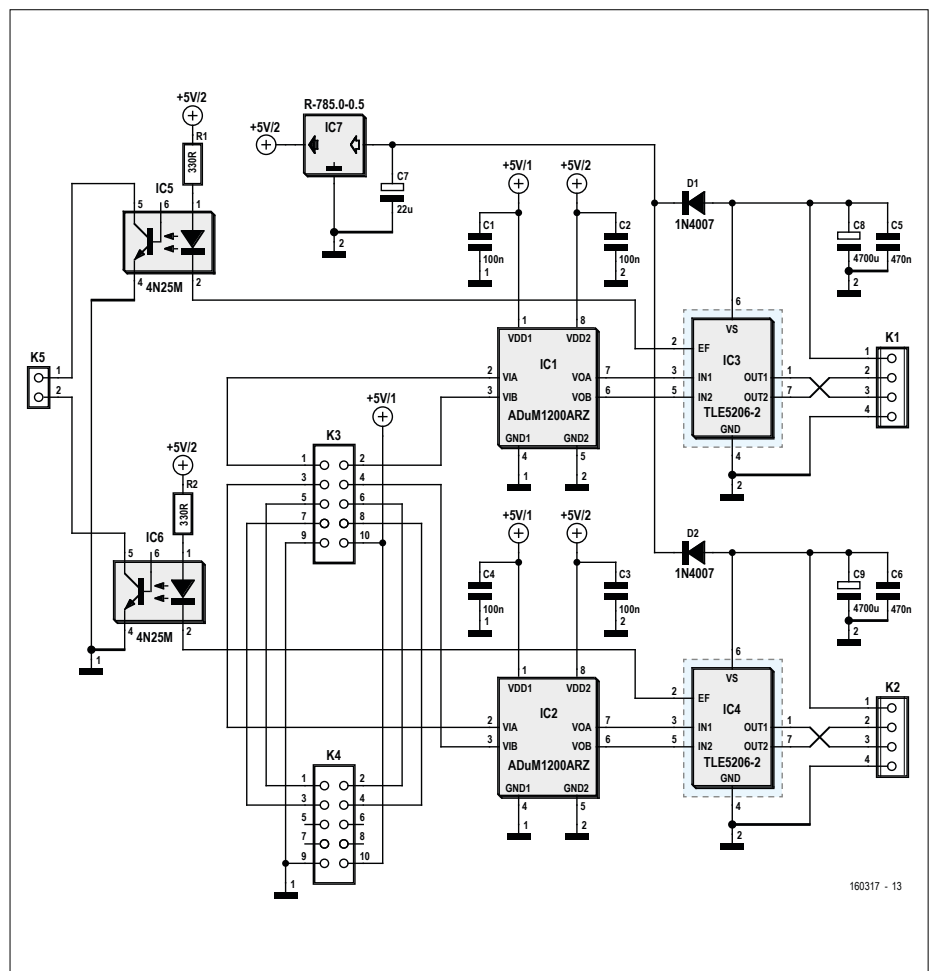 +5V/2
R1
330R
IC5
5
6
1
4
2
4N25M
R-785.0-0.5
+5V/2
IC7
C7
22u
2
+5V/1
+5V/2
C1
100n
1
C2
100n
2
D1
1N4007
C8
4700u
C5
470n
2
1
8
VDD1
VDD2
IC1
2
VIA
VOA
7
3
VIB
VOB
6
ADuM1200ARZ
GND1
GND2
4
5
1
2
6
VS
2
EF
IC3
3
IN1
OUT1
1
5
IN2
OUT2
7
TLE5206-2
GND
4
2
K1
1
2
3
4
K5
1
2
+5V/1
K3
1
2
3
4
5
6
7
8
9
10
+5V/2
R2
330R
IC6
5
6
1
4
2
4N25M
1
+5V/1
+5V/2
C4
100n
1
C3
100n
2
D2
1N4007
C9
4700u
C6
470n
2
1
8
VDD1
VDD2
IC2
2
VIA
VOA
7
3
VIB
VOB
6
ADuM1200ARZ
GND1
GND2
4
5
1
2
6
VS
2
EF
IC4
3
IN1
OUT1
1
5
IN2
OUT2
7
TLE5206-2
GND
4
2
K2
1
2
3
4
K4
1
2
3
4
5
6
7
8
9
10
1
160317 - 13